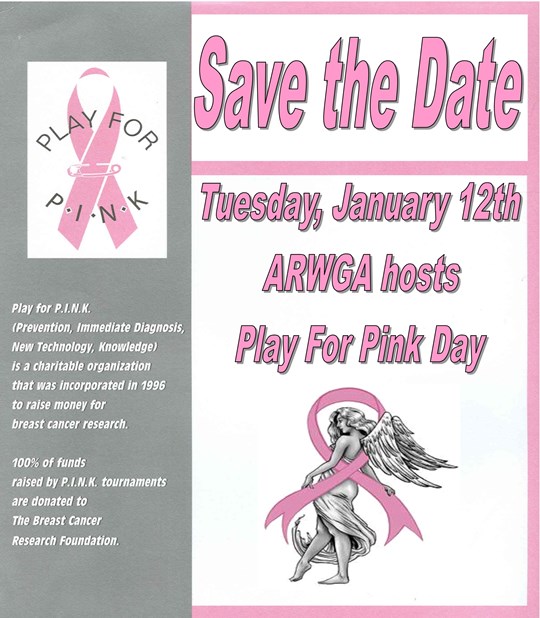 PLAY FOR
P·I·N·K
Play for P.I.N.K.
(Prevention, Immediate Diagnosis,
New Technology, Knowledge)
is a charitable organization
that was incorporated in 1996
to raise money for
breast cancer research.
100% of funds
raised by P.I.N.K. tournaments
are donated to
The Breast Cancer
Research Foundation.
Save the Date
Tuesday, January 12th
ARWGA hosts
Play For Pink Day